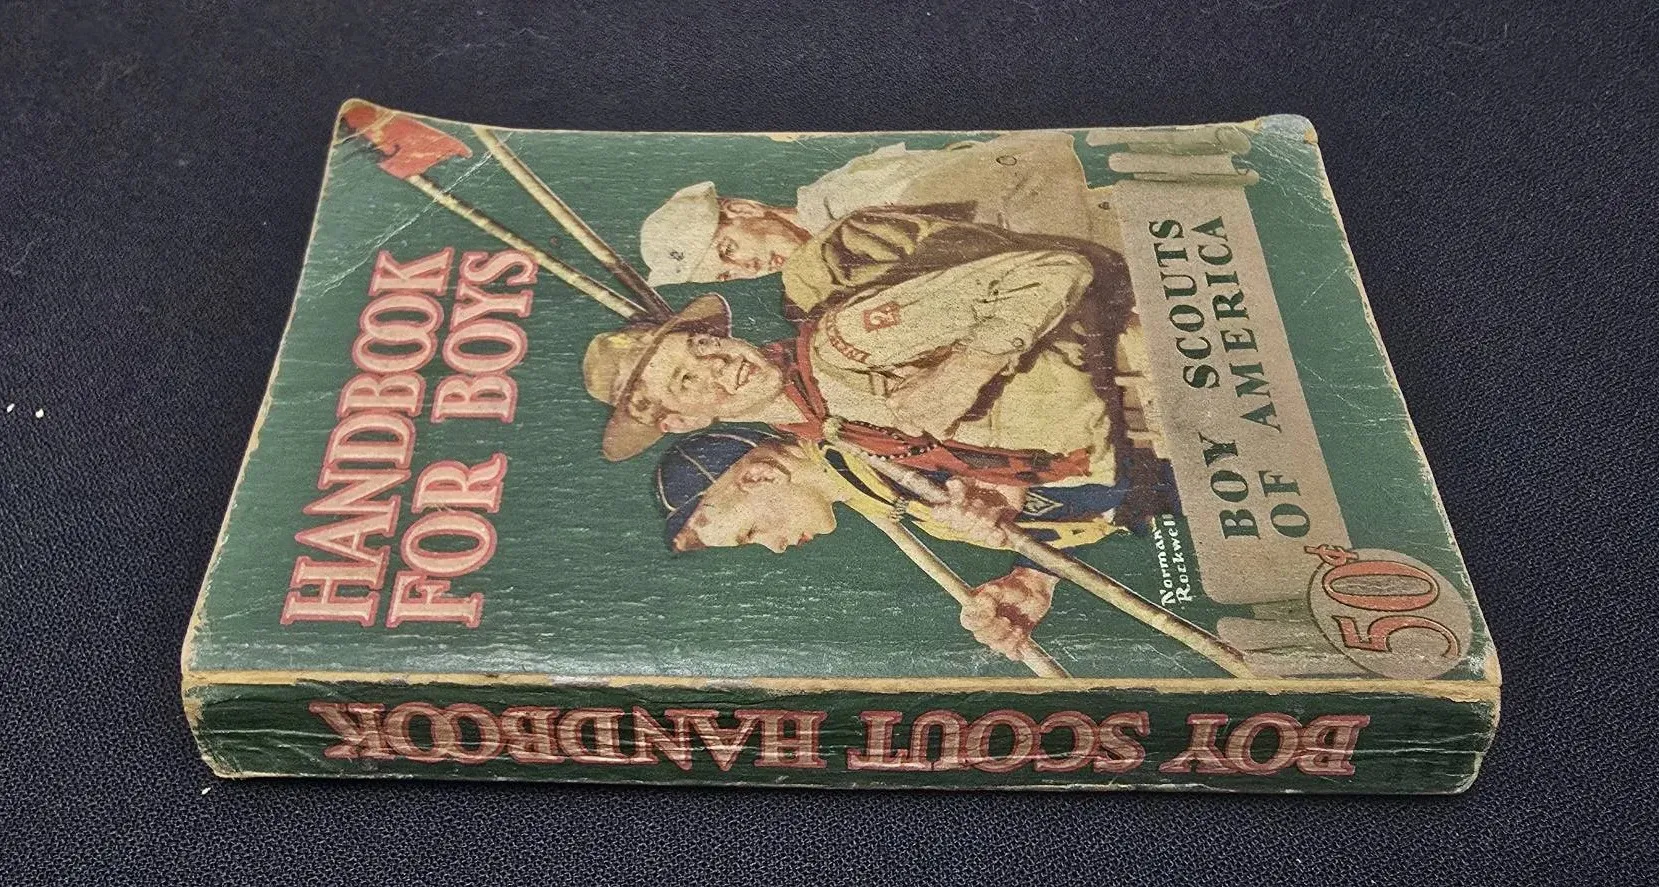 HANDBOOK
FOR BOYS
Norman
Rockwell
BOY SCOUTS
OF AMERICA
50¢
BOY SCOUT HANDBOOK